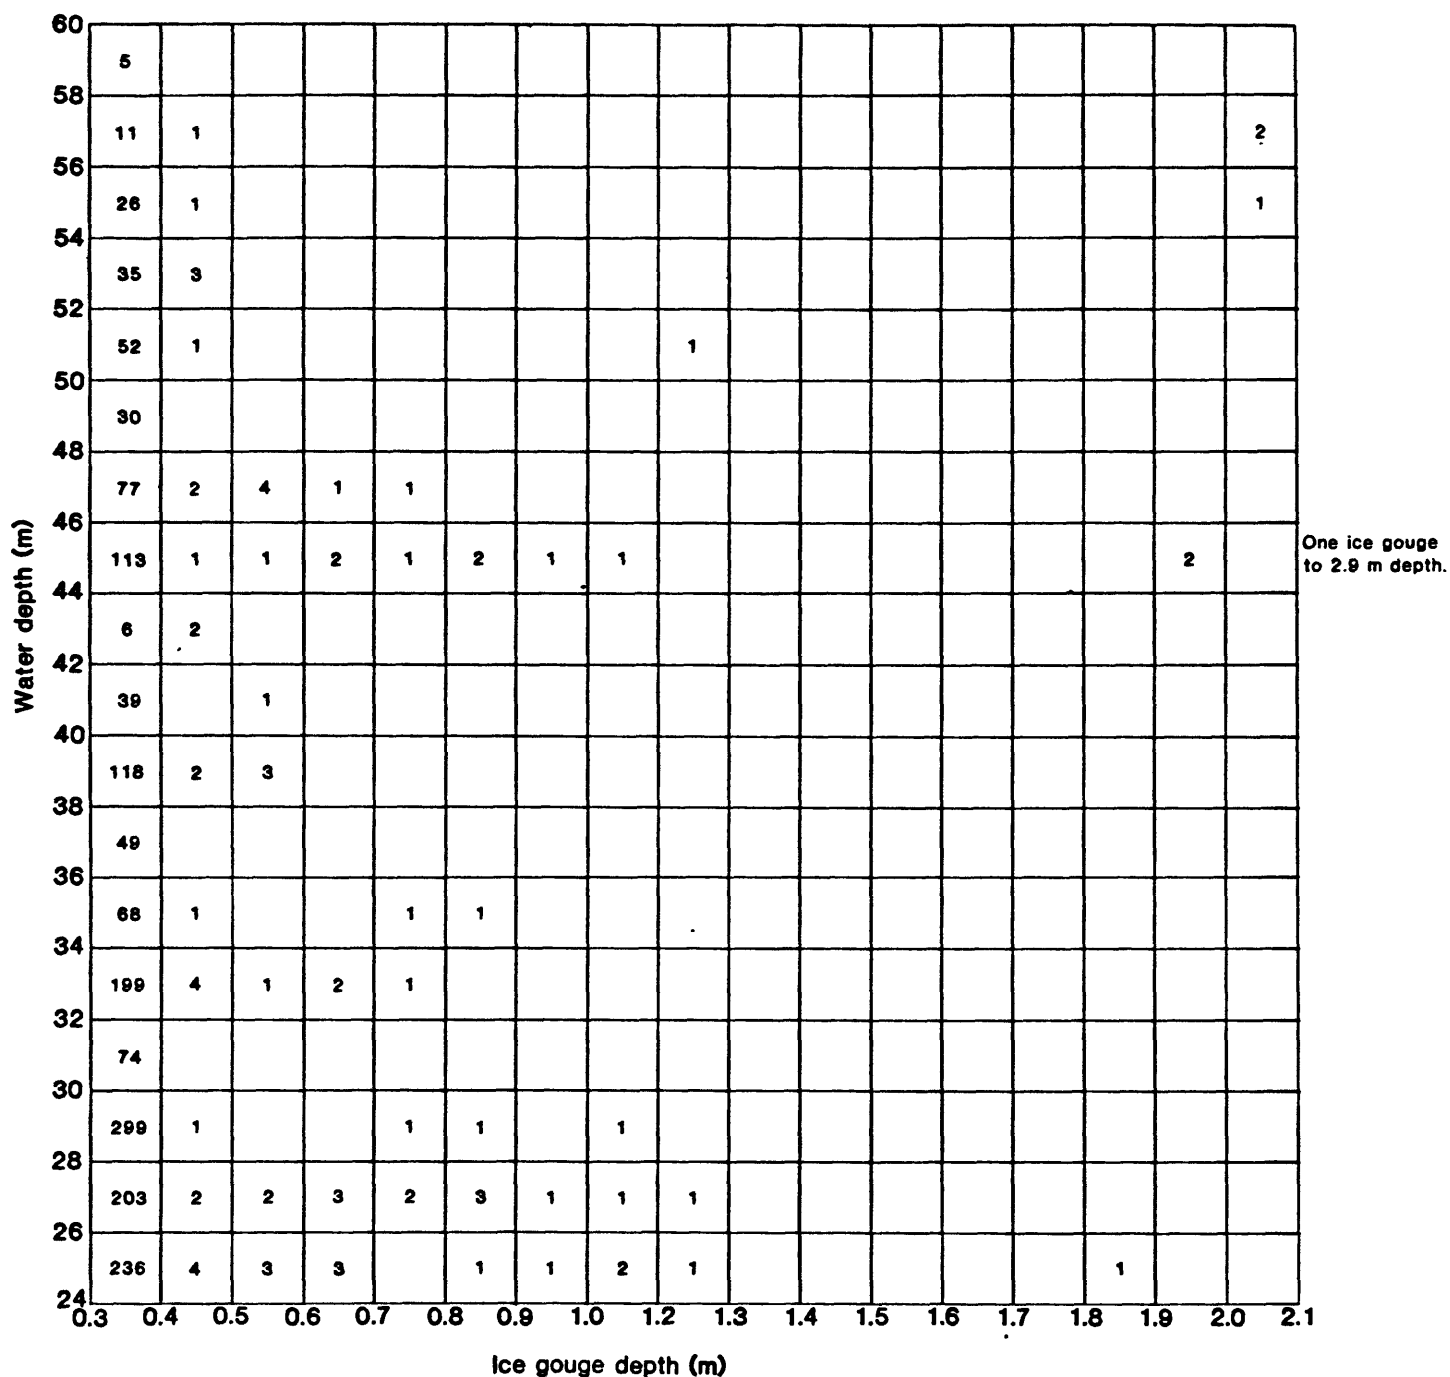 60
5
58
11 1 2
56
26 1 1
54
35 3
52
52 1 1
50
30
48
77 2 4 1 1
46
113 1 1 2 1 2 1 1 2
One ice gouge
to 2.9 m depth.
44
6 2
42
39 1
40
118 2 3
38
49
36
68 1 1 1
34
199 4 1 2 1
32
74
30
299 1 1 1 1
28
203 2 2 3 2 3 1 1 1
26
236 4 3 3 1 1 2 1 1
24
Water depth (m)
0.3 0.4 0.5 0.6 0.7 0.8 0.9 1.0 1.2 1.3 1.4 1.5 1.6 1.7 1.8 1.9 2.0 2.1
Ice gouge depth (m)